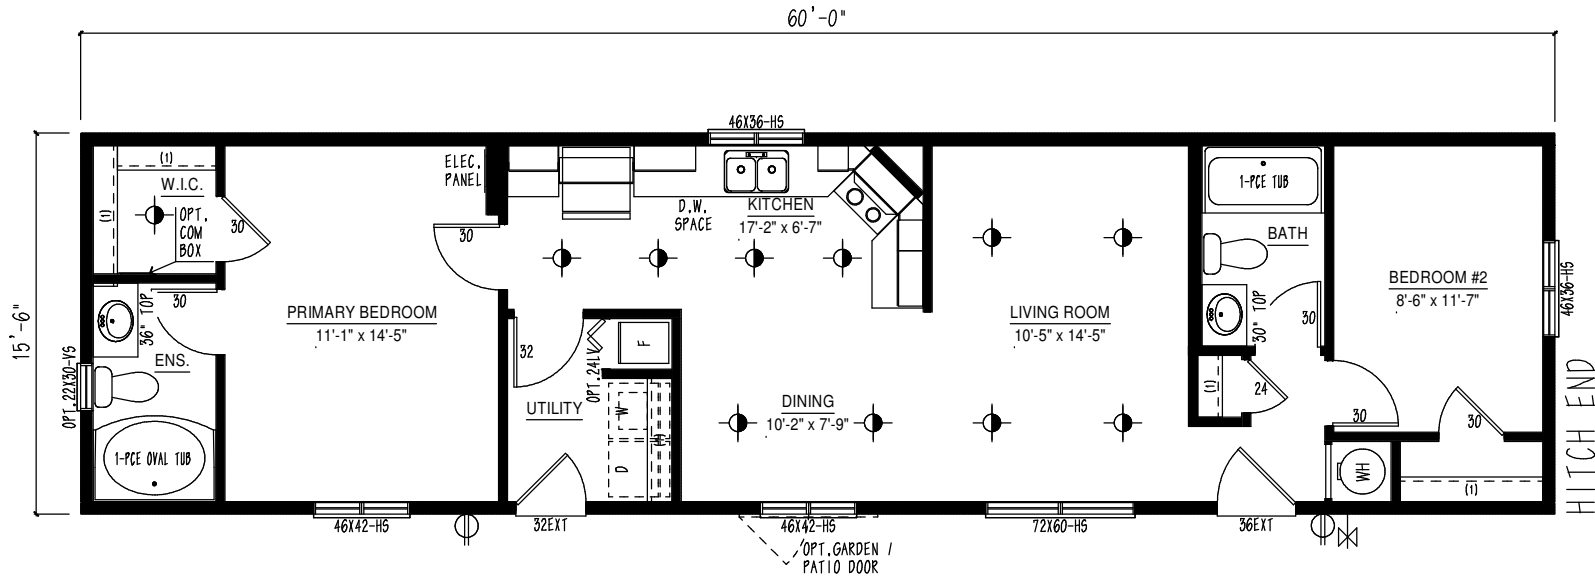 60'-0"
15'-6"
46X36-HS
(1)
W.I.C.
(1)
OPT.
COM
BOX
30
ELEC.
PANEL
30
D.W.
SPACE
KITCHEN
17'-2" x 6'-7"
1-PCE TUB
BATH
30" TOP
30
BEDROOM #2
8'-6" x 11'-7"
46X36-HS
HITCH END
30
36" TOP
ENS.
OPT.22X30-VS
1-PCE OVAL TUB
PRIMARY BEDROOM
11'-1" x 14'-5"
32
OPT.24LV
F
UTILITY
W
D
(1)
DINING
10'-2" x 7'-9"
LIVING ROOM
10'-5" x 14'-5"
(1)
24
30
30
WH
(1)
46X42-HS
32EXT
46X42-HS
OPT.GARDEN /
PATIO DOOR
72X60-HS
36EXT